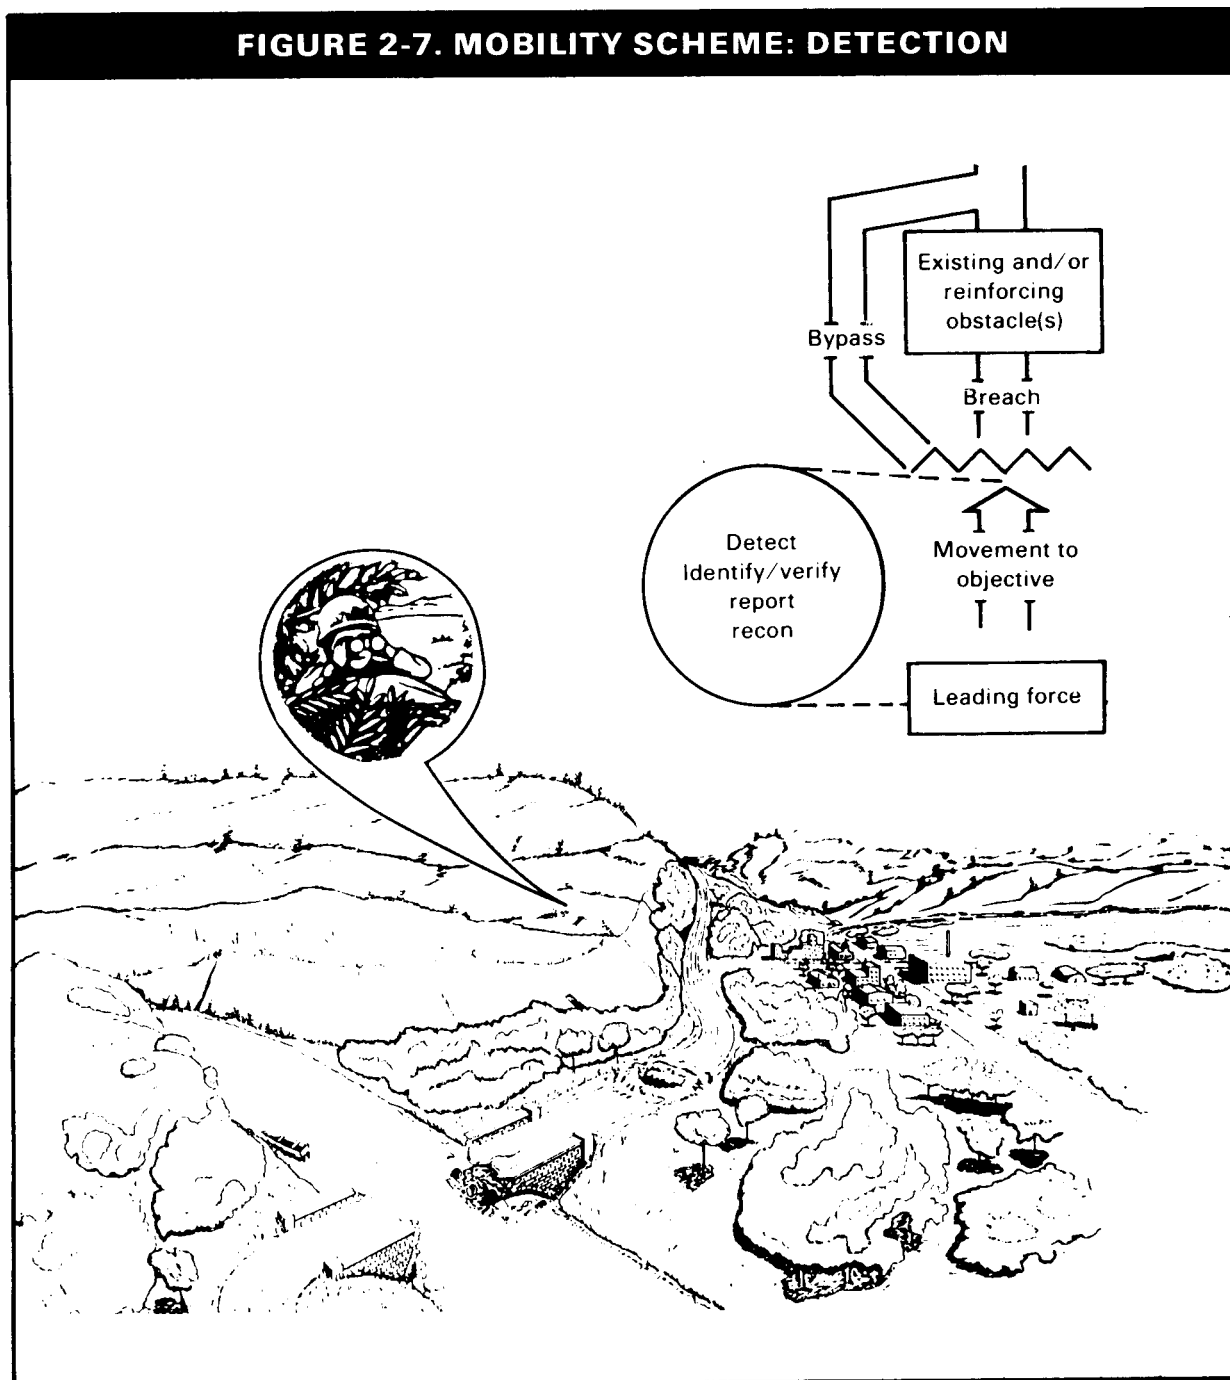 FIGURE 2-7. MOBILITY SCHEME: DETECTION
Existing and/or
reinforcing
obstacle(s)
Bypass
Breach
Detect
Identify/verify
report
recon
Movement to
objective
Leading force